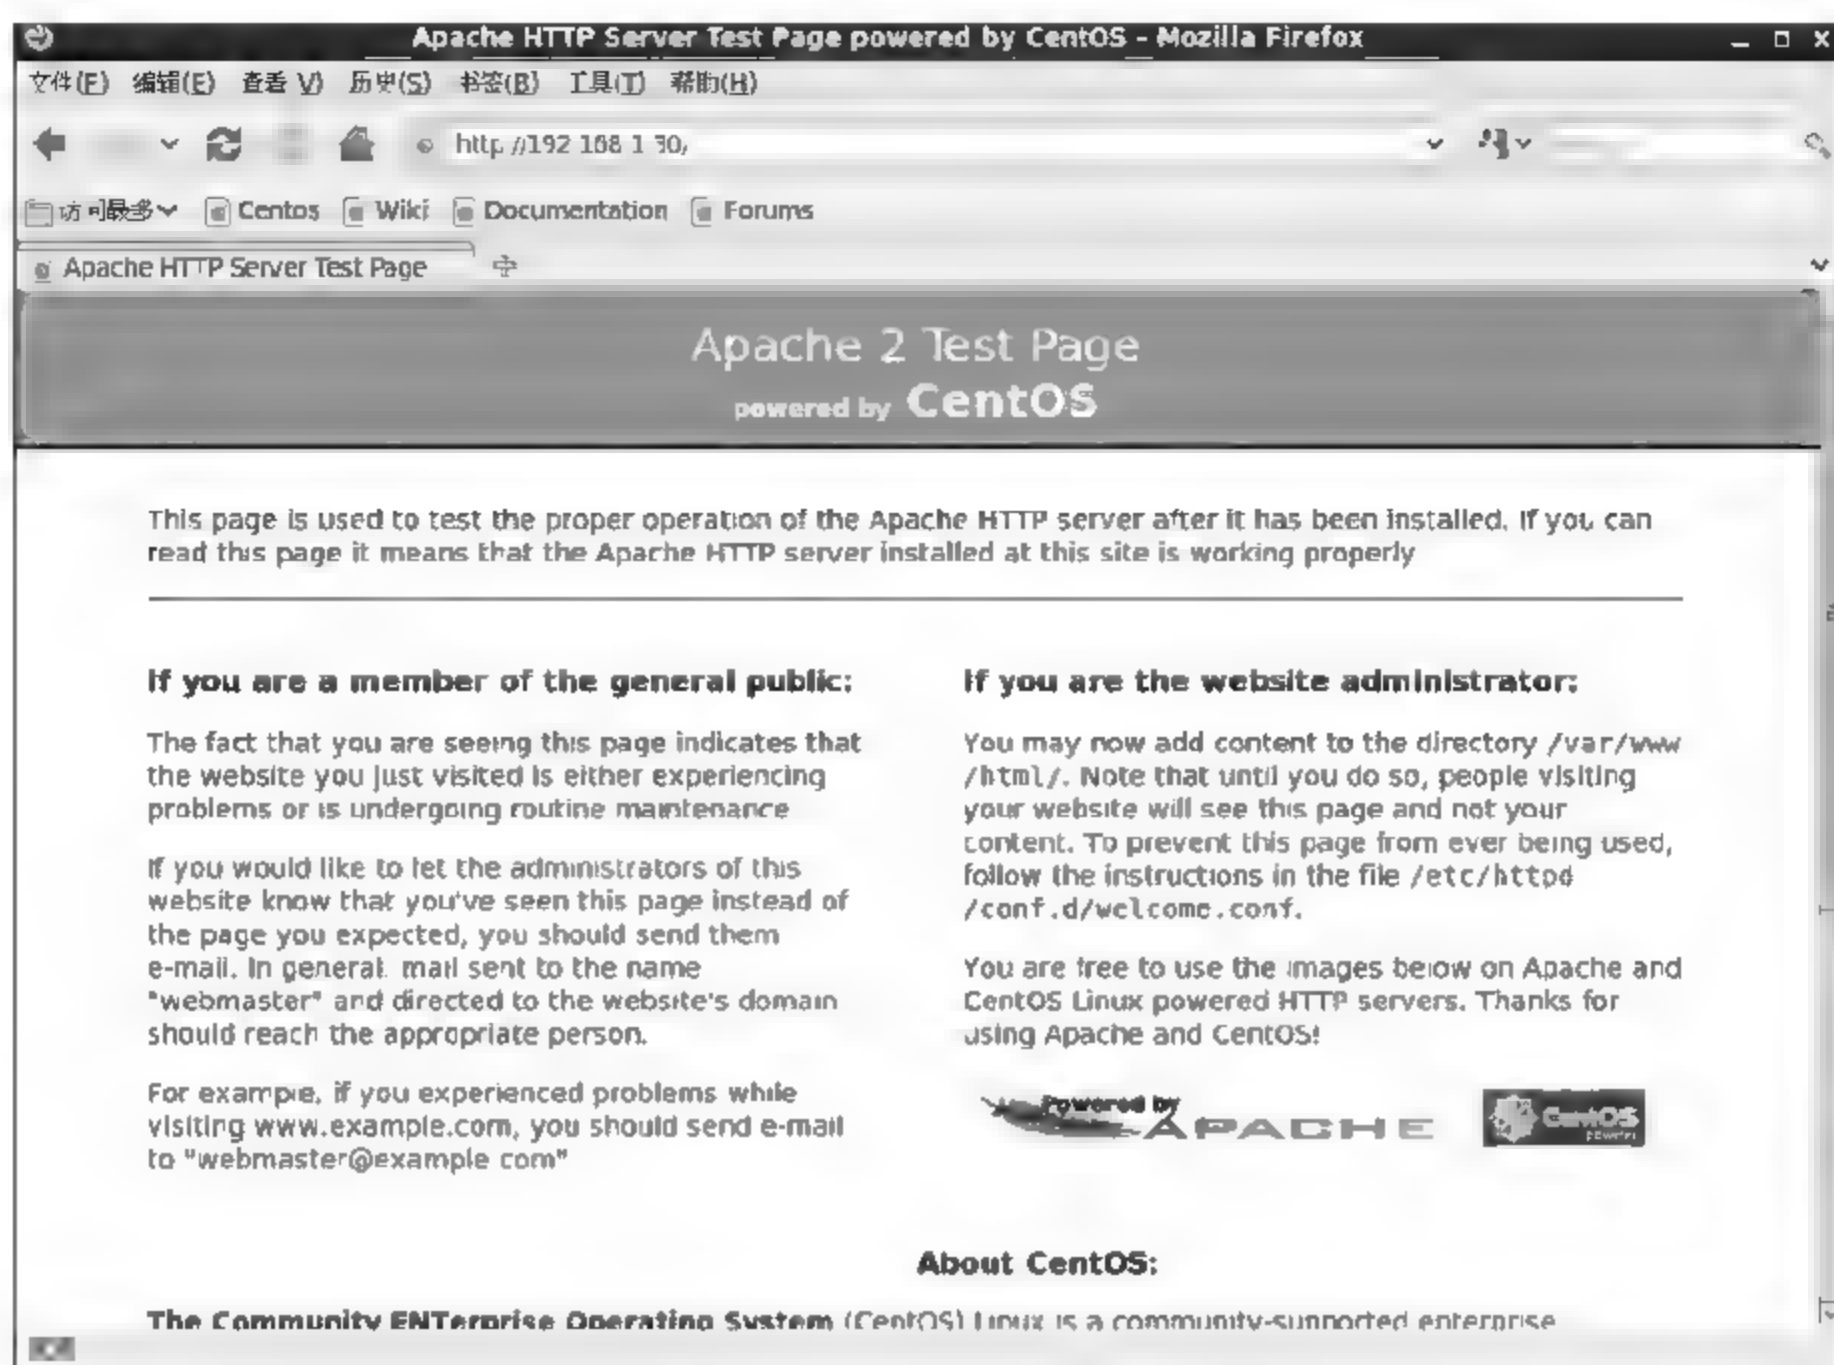 Apache HTTP Server Test Page powered by CentOS - Mozilla Firefox
文件(F) 编辑(E) 查看 V) 历史(S) 书签(B) 工具(T) 帮助(H)
访问最多 Centos Wiki Documentation Forums
Apache HTTP Server Test Page
Apache 2 Test Page
powered by CentOS
This page is used to test the proper operation of the Apache HTTP server after it has been installed. If you can
read this page it means that the Apache HTTP server installed at this site is working properly
If you are a member of the general public:
The fact that you are seeing this page indicates that
the website you just visited is either experiencing
problems or is undergoing routine maintenance
If you would like to let the administrators of this
website know that you've seen this page instead of
the page you expected, you should send them
e-mail. In general, mail sent to the name
"webmaster" and directed to the website's domain
should reach the appropriate person.
For example, if you experienced problems while
visiting www.example.com, you should send e-mail
to "webmaster@example com"
If you are the website administrator:
You may now add content to the directory /var/www
/html/. Note that until you do so, people visiting
your website will see this page and not your
content. To prevent this page from ever being used,
follow the instructions in the file /etc/httpd
/conf.d/welcome.conf.
You are free to use the images below on Apache and
CentOS Linux powered HTTP servers. Thanks for
using Apache and CentOS!
Powered by
APACHE
CentOS
About CentOS:
The Community ENTerprise Operating System (CentOS) Linux is a community-supported enterprise